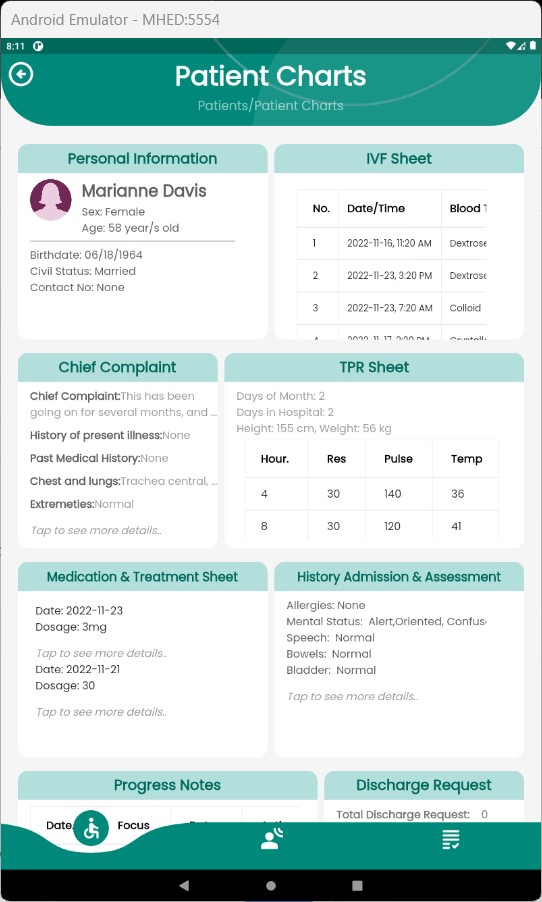 Android Emulator - MHED:5554
8:11
Patient Charts
Patients/Patient Charts
Personal Information
Marianne Davis
Sex: Female
Age: 58 year/s old
Birthdate: 06/18/1964
Civil Status: Married
Contact No: None
IVF Sheet
No. Date/Time Blood
1 2022-11-16, 11:20 AM Dextrose
2 2022-11-23, 3:20 PM Dextrose
3 2022-11-23, 7:20 AM Colloid
Chief Complaint
Chief Complaint:This has been
going on for several months, and ...
History of present illness:None
Past Medical History:None
Chest and lungs:Trachea central, ...
Extremeties:Normal
Tap to see more details..
TPR Sheet
Days of Month: 2
Days in Hospital: 2
Height: 155 cm, Weight: 56 kg
Hour. Res Pulse Temp
4 30 140 36
8 30 120 41
Medication & Treatment Sheet
Date: 2022-11-23
Dosage: 3mg
Tap to see more details..
Date: 2022-11-21
Dosage: 30
Tap to see more details..
History Admission & Assessment
Allergies: None
Mental Status: Alert,Oriented, Confus
Speech: Normal
Bowels: Normal
Bladder: Normal
Tap to see more details..
Progress Notes
Date Focus
Discharge Request
Total Discharge Request: 0